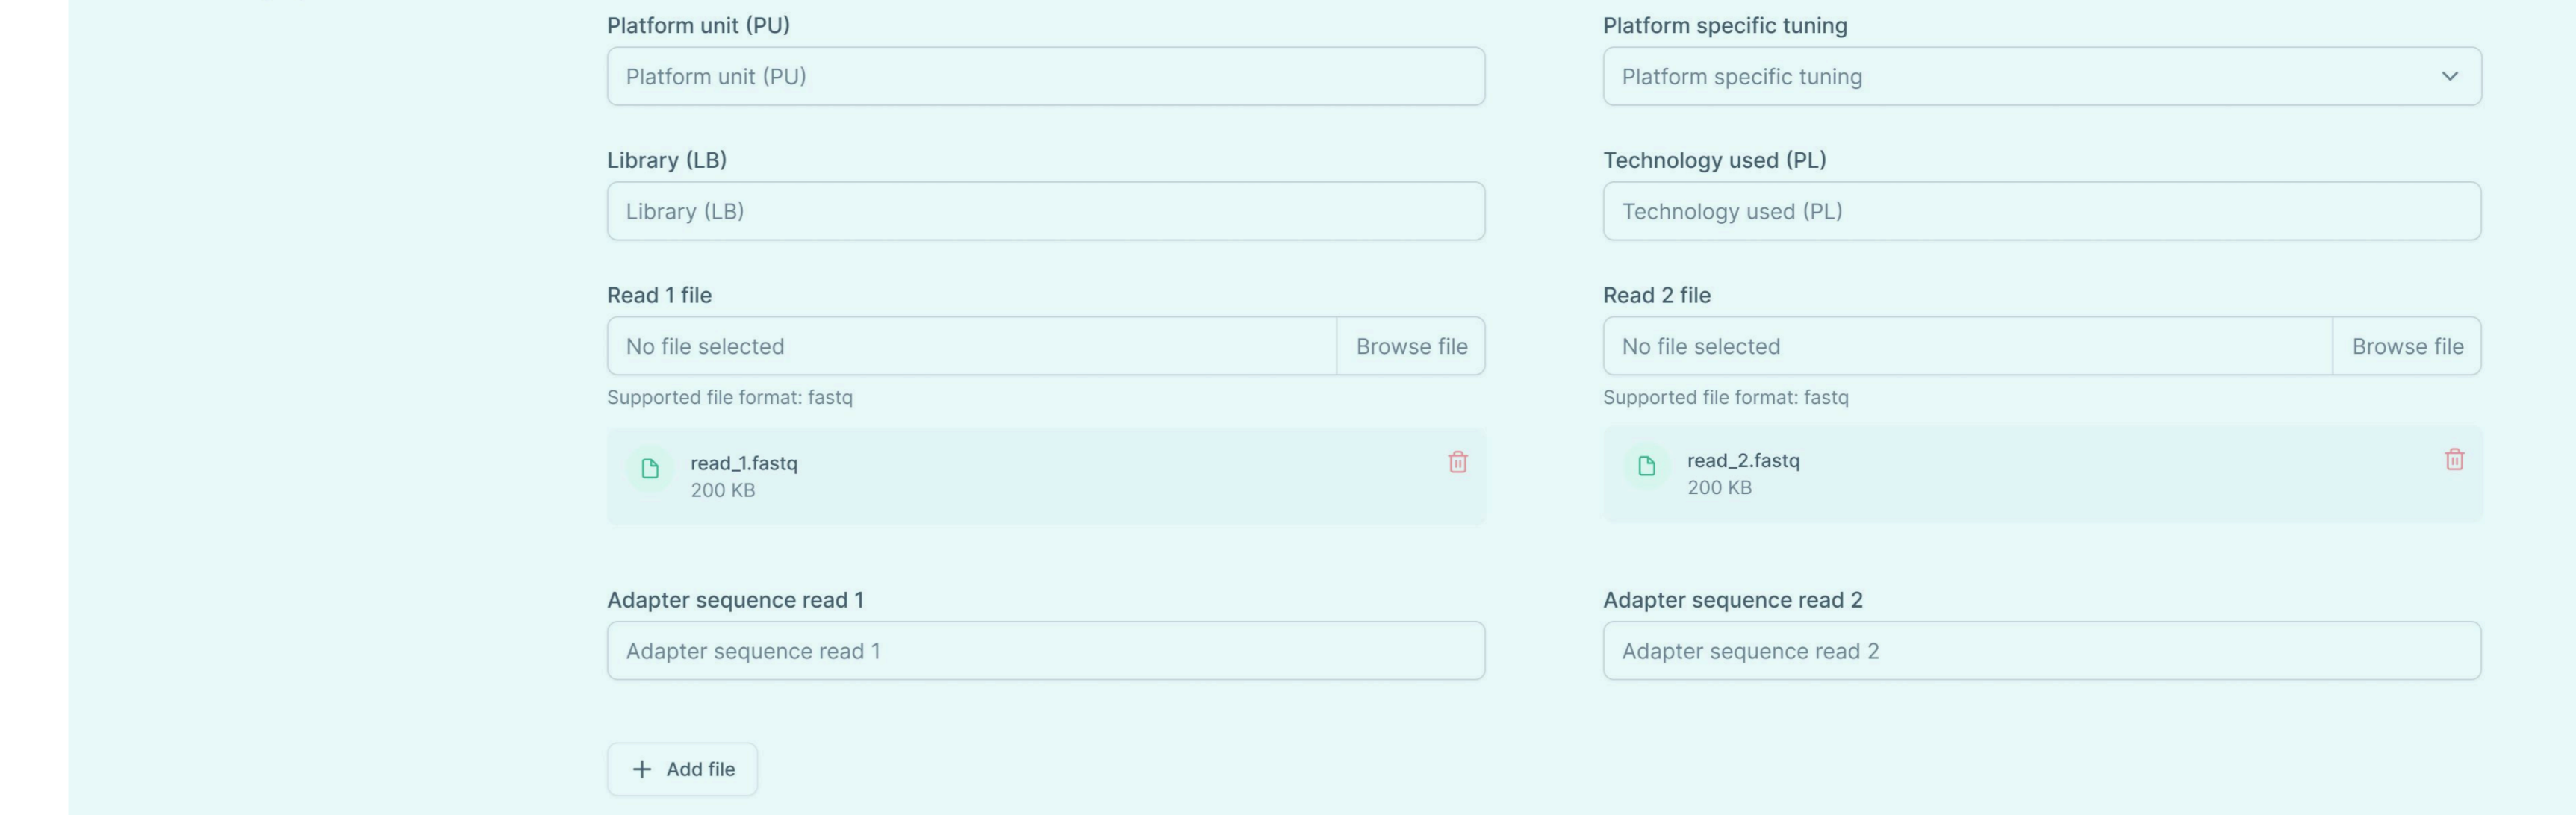 Platform unit (PU)
Platform specific tuning
Platform unit (PU)
Platform specific tuning
Library (LB)
Technology used (PL)
Library (LB)
Technology used (PL)
Read 1 file
Read 2 file
No file selected
Browse file
No file selected
Browse file
Supported file format: fastq
Supported file format: fastq
read_1.fastq
200 KB
read_2.fastq
200 KB
Adapter sequence read 1
Adapter sequence read 2
Adapter sequence read 1
Adapter sequence read 2
Add file